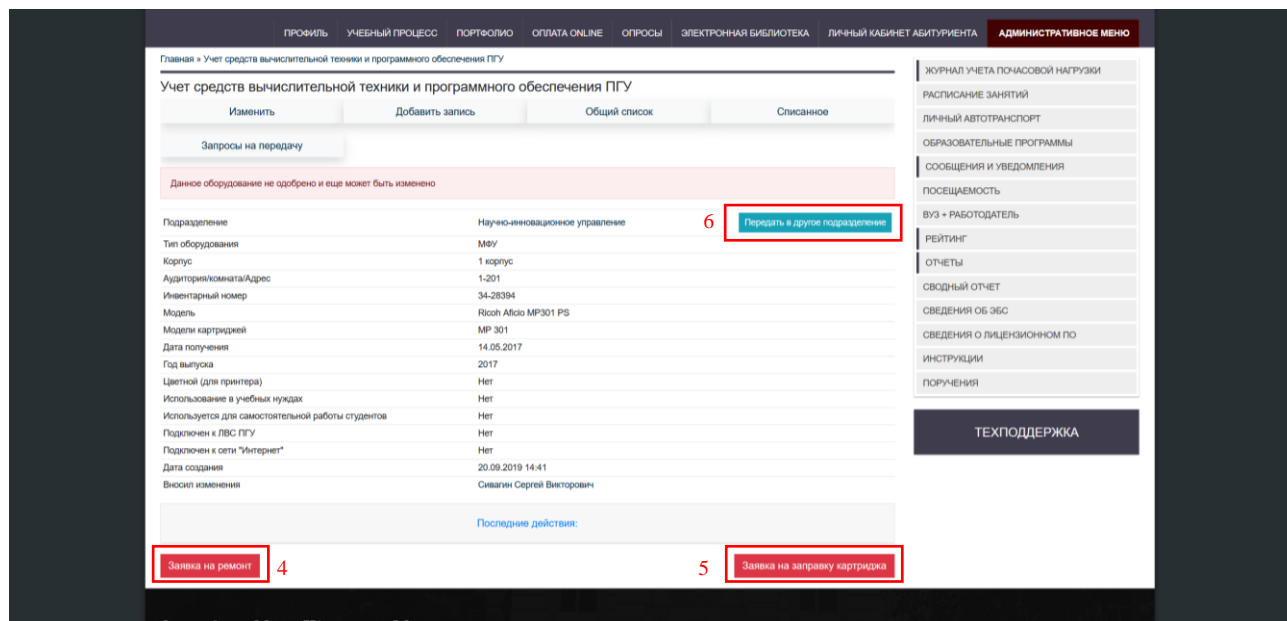 ПРОФИЛЬ УЧЕБНЫЙ ПРОЦЕСС ПОРТФОЛИО ОПЛАТА ONLINE ОПРОСЫ ЭЛЕКТРОННАЯ БИБЛИОТЕКА ЛИЧНЫЙ КАБИНЕТ АБИТУРИЕНТА АДМИНИСТРАТИВНОЕ МЕНЮ
Главная » Учет средств вычислительной техники и программного обеспечения ПГУ
Учет средств вычислительной техники и программного обеспечения ПГУ
Изменить Добавить запись Общий список Списанное
Запросы на передачу
Данное оборудование не одобрено и еще может быть изменено
Подразделение Научно-инновационное управление 6 Передать в другое подразделение
Тип оборудования МФУ
Корпус 1 корпус
Аудитория/комната/Адрес 1-201
Инвентарный номер 34-28394
Модель Ricoh Aficio MP301 PS
Модели картриджей MP 301
Дата получения 14.05.2017
Год выпуска 2017
Цветной (для принтера) Нет
Использование в учебных нуждах Нет
Используется для самостоятельной работы студентов Нет
Подключен к ЛВС ПГУ Нет
Подключен к сети "Интернет" Нет
Дата создания 20.09.2019 14:41
Вносил изменения Сивагин Сергей Викторович
Последние действия:
Заявка на ремонт 4 5 Заявка на заправку картриджа
ЖУРНАЛ УЧЕТА ПОЧАСОВОЙ НАГРУЗКИ
РАСПИСАНИЕ ЗАНЯТИЙ
ЛИЧНЫЙ АВТОТРАНСПОРТ
ОБРАЗОВАТЕЛЬНЫЕ ПРОГРАММЫ
СООБЩЕНИЯ И УВЕДОМЛЕНИЯ
ПОСЕЩАЕМОСТЬ
ВУЗ + РАБОТОДАТЕЛЬ
РЕЙТИНГ
ОТЧЕТЫ
СВОДНЫЙ ОТЧЕТ
СВЕДЕНИЯ ОБ ЭБС
СВЕДЕНИЯ О ЛИЦЕНЗИОННОМ ПО
ИНСТРУКЦИИ
ПОРУЧЕНИЯ
ТЕХПОДДЕРЖКА